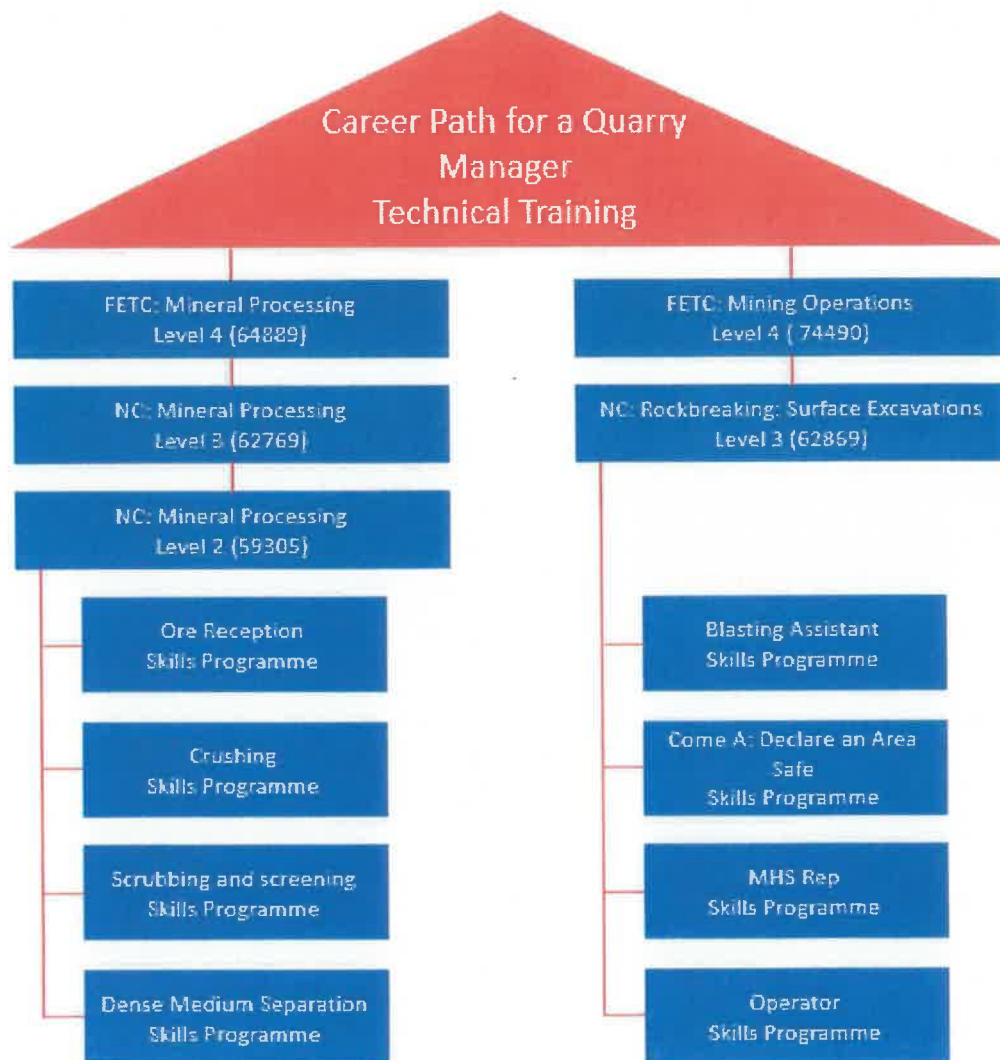 Career Path for a Quarry
Manager
Technical Training
FETC: Mineral Processing
Level 4 (64889)
NC: Mineral Processing
Level 3 (62769)
NC: Mineral Processing
Level 2 (59305)
Ore Reception
Skills Programme
Crushing
Skills Programme
Scrubbing and screening
Skills Programme
Dense Medium Separation
Skills Programme
FETC: Mining Operations
Level 4 ( 74490)
NC: Rockbreaking: Surface Excavations
Level 3 (62869)
Blasting Assistant
Skills Programme
Come A: Declare an Area
Safe
Skills Programme
MHS Rep
Skills Programme
Operator
Skills Programme